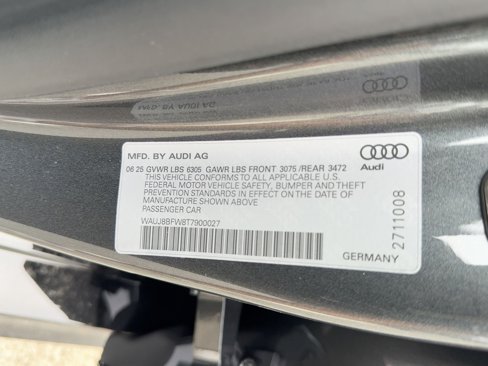 MFD. BY AUDI AG
06 25 GVWR LBS 6305 GAWR LBS FRONT 3075 /REAR 3472
THIS VEHICLE CONFORMS TO ALL APPLICABLE U.S.
FEDERAL MOTOR VEHICLE SAFETY, BUMPER AND THEFT
PREVENTION STANDARDS IN EFFECT ON THE DATE OF
MANUFACTURE SHOWN ABOVE
PASSENGER CAR
WAUJ8BFW8T7900027
Audi
2711008
GERMANY